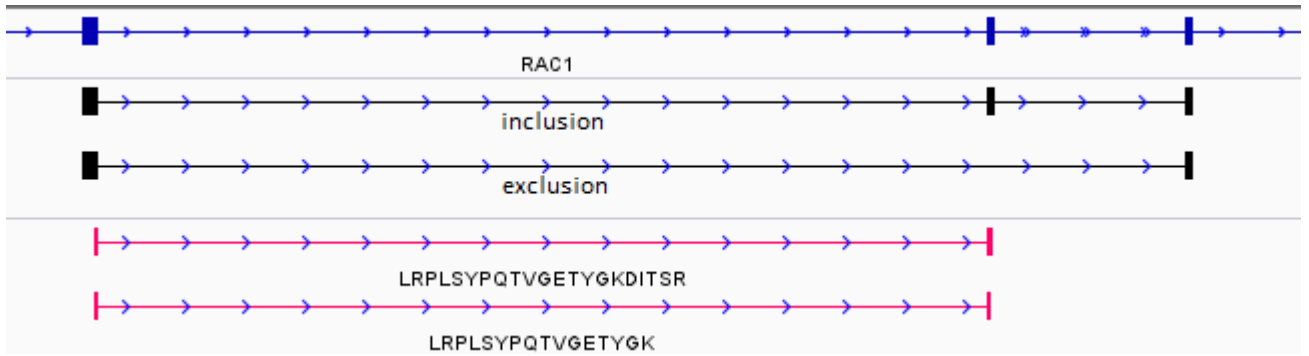 RAC1
inclusion
exclusion
LRPLSYPQTVGETYGKDITSR
LRPLSYPQTVGETYGK